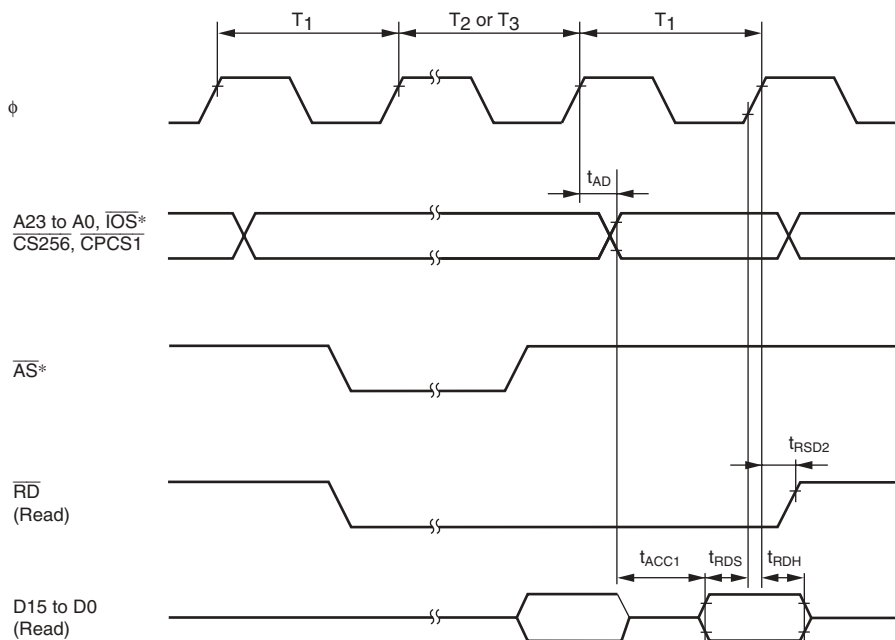 T1 T2 or T3 T1
ϕ
tAD
A23 to A0, IOS*
CS256, CPCS1
AS*
tRSD2
RD
(Read)
tACC1 tRDS tRDH
D15 to D0
(Read)